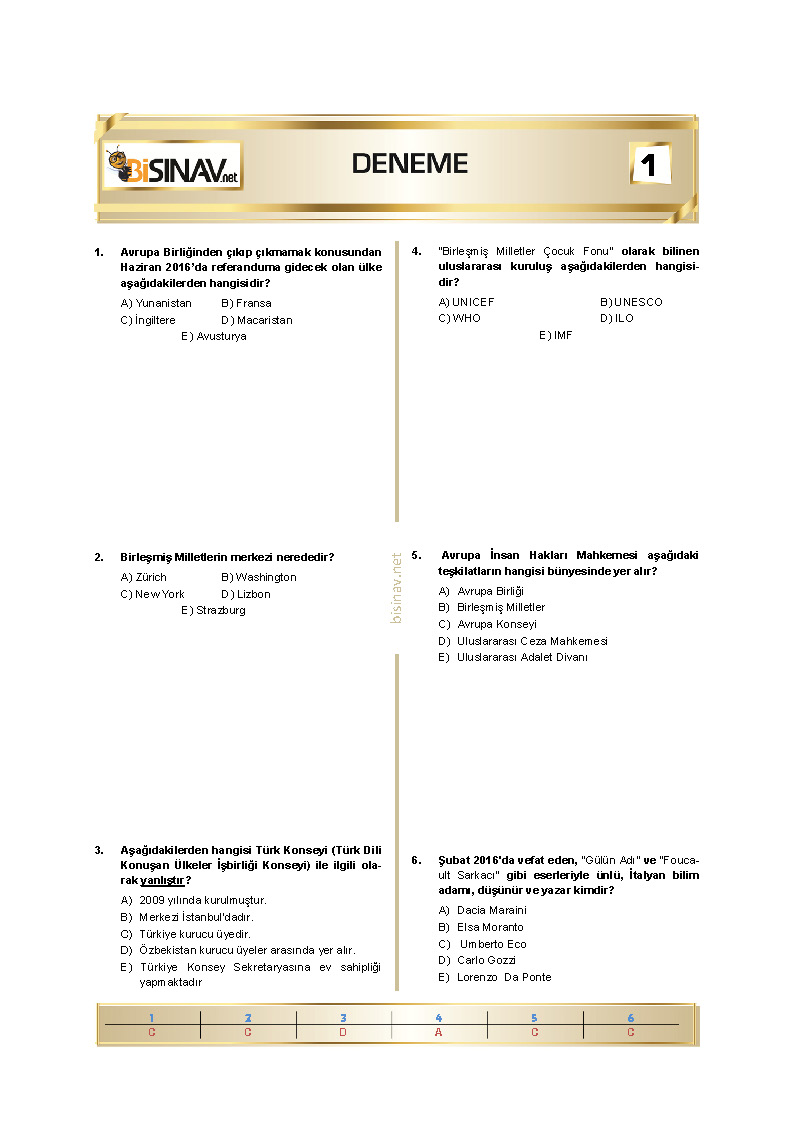 BiSINAV.net
DENEME
1
1. Avrupa Birliğinden çıkıp çıkmamak konusundan
Haziran 2016'da referanduma gidecek olan ülke
aşağıdakilerden hangisidir?
A) Yunanistan B) Fransa
C) İngiltere D) Macaristan
E) Avusturya
2. Birleşmiş Milletlerin merkezi nerededir?
A) Zürich B) Washington
C) New York D) Lizbon
E) Strazburg
3. Aşağıdakilerden hangisi Türk Konseyi (Türk Dili
Konuşan Ülkeler İşbirliği Konseyi) ile ilgili ola-
rak yanlıştır?
A) 2009 yılında kurulmuştur.
B) Merkezi İstanbul'dadır.
C) Türkiye kurucu üyedir.
D) Özbekistan kurucu üyeler arasında yer alır.
E) Türkiye Konsey Sekretaryasına ev sahipliği
yapmaktadır
bisinav.net
4. "Birleşmiş Milletler Çocuk Fonu" olarak bilinen
uluslararası kuruluş aşağıdakilerden hangisi-
dir?
A) UNICEF B) UNESCO
C) WHO D) ILO
E) IMF
5. Avrupa İnsan Hakları Mahkemesi aşağıdaki
teşkilatların hangisi bünyesinde yer alır?
A) Avrupa Birliği
B) Birleşmiş Milletler
C) Avrupa Konseyi
D) Uluslararası Ceza Mahkemesi
E) Uluslararası Adalet Divanı
6. Şubat 2016'da vefat eden, "Gülün Adı" ve "Fouca-
ult Sarkacı" gibi eserleriyle ünlü, İtalyan bilim
adamı, düşünür ve yazar kimdir?
A) Dacia Maraini
B) Elsa Moranto
C) Umberto Eco
D) Carlo Gozzi
E) Lorenzo Da Ponte
1 2 3 4 5 6
C C D A C C